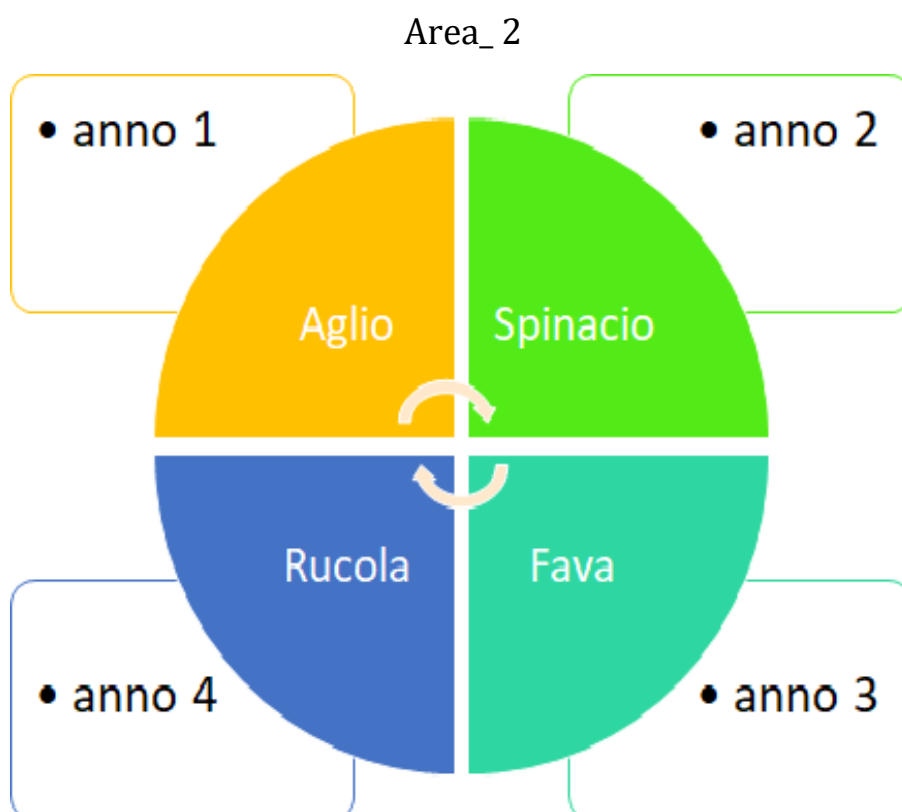 Area_ 2
• anno 1
• anno 2
Aglio
Spinacio
Rucola
Fava
• anno 4
• anno 3